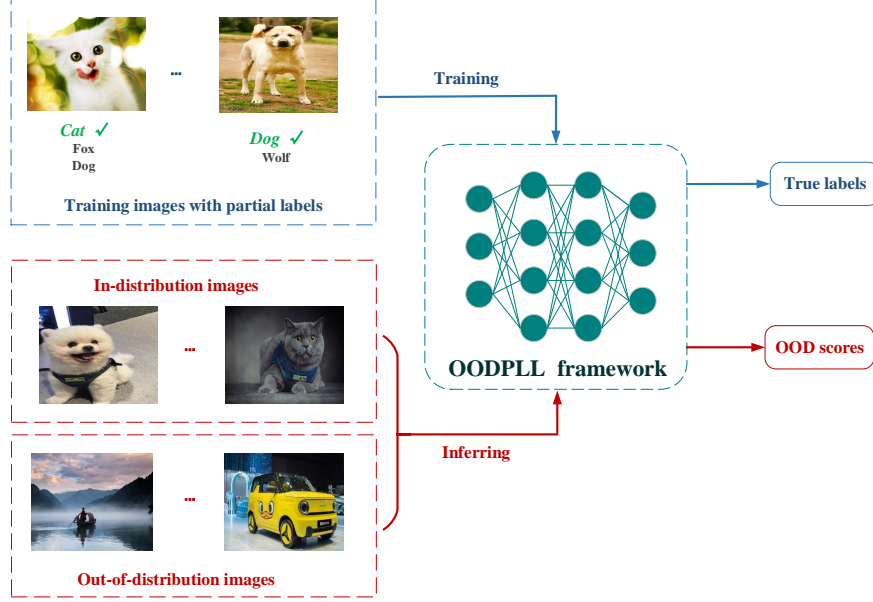 Cat ✓
Fox
Dog
...
Dog ✓
Wolf
Training images with partial labels
Training
True labels
In-distribution images
...
OODPLL framework
OOD scores
Inferring
...
Out-of-distribution images